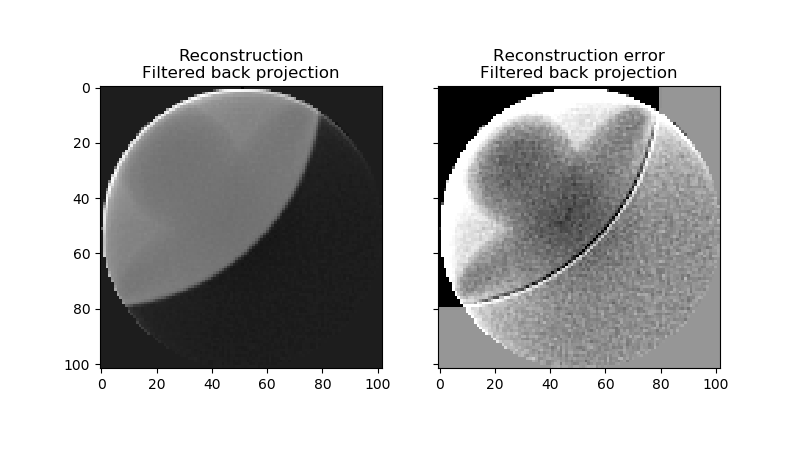 Reconstruction
Filtered back projection
Reconstruction error
Filtered back projection
0
20
40
60
80
100
0 20 40 60 80 100
0 20 40 60 80 100